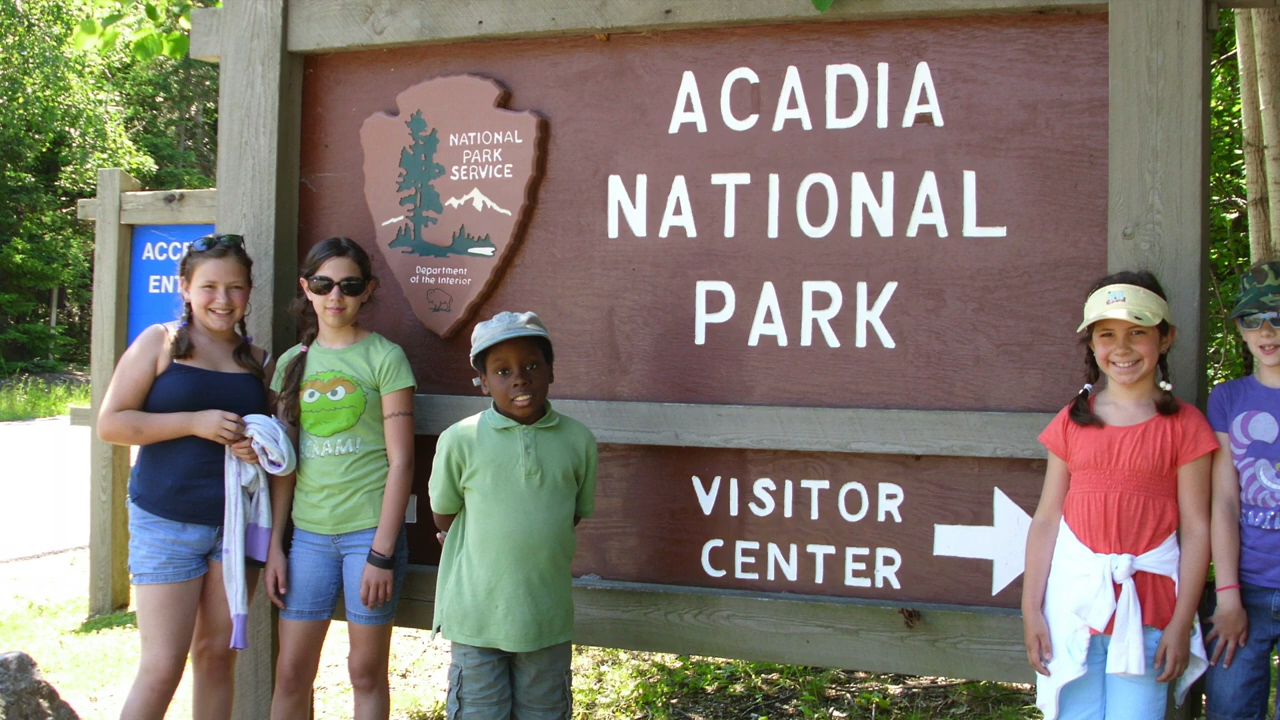 ACADIA
NATIONAL
PARK
NATIONAL
PARK
SERVICE
Department
of the Interior
VISITOR
CENTER